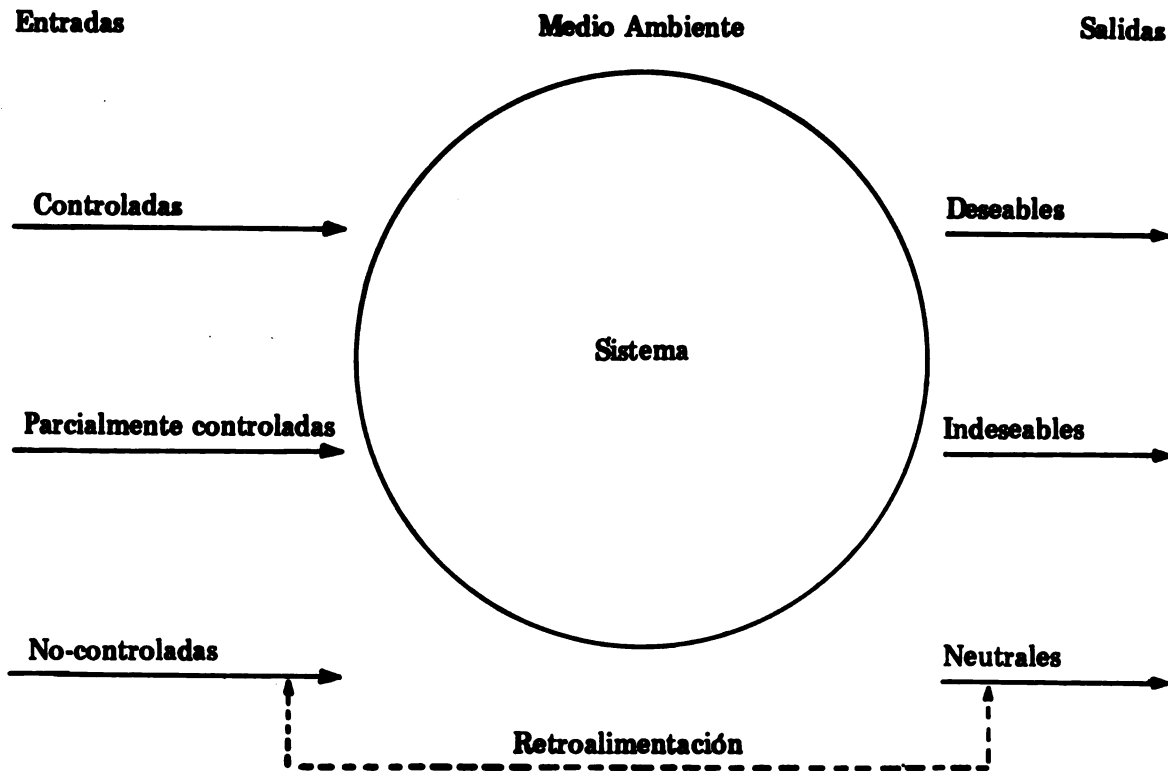 Entradas
Medio Ambiente
Salidas
Controladas
Deseables
Sistema
Parcialmente controladas
Indeseables
No-controladas
Neutrales
Retroalimentación